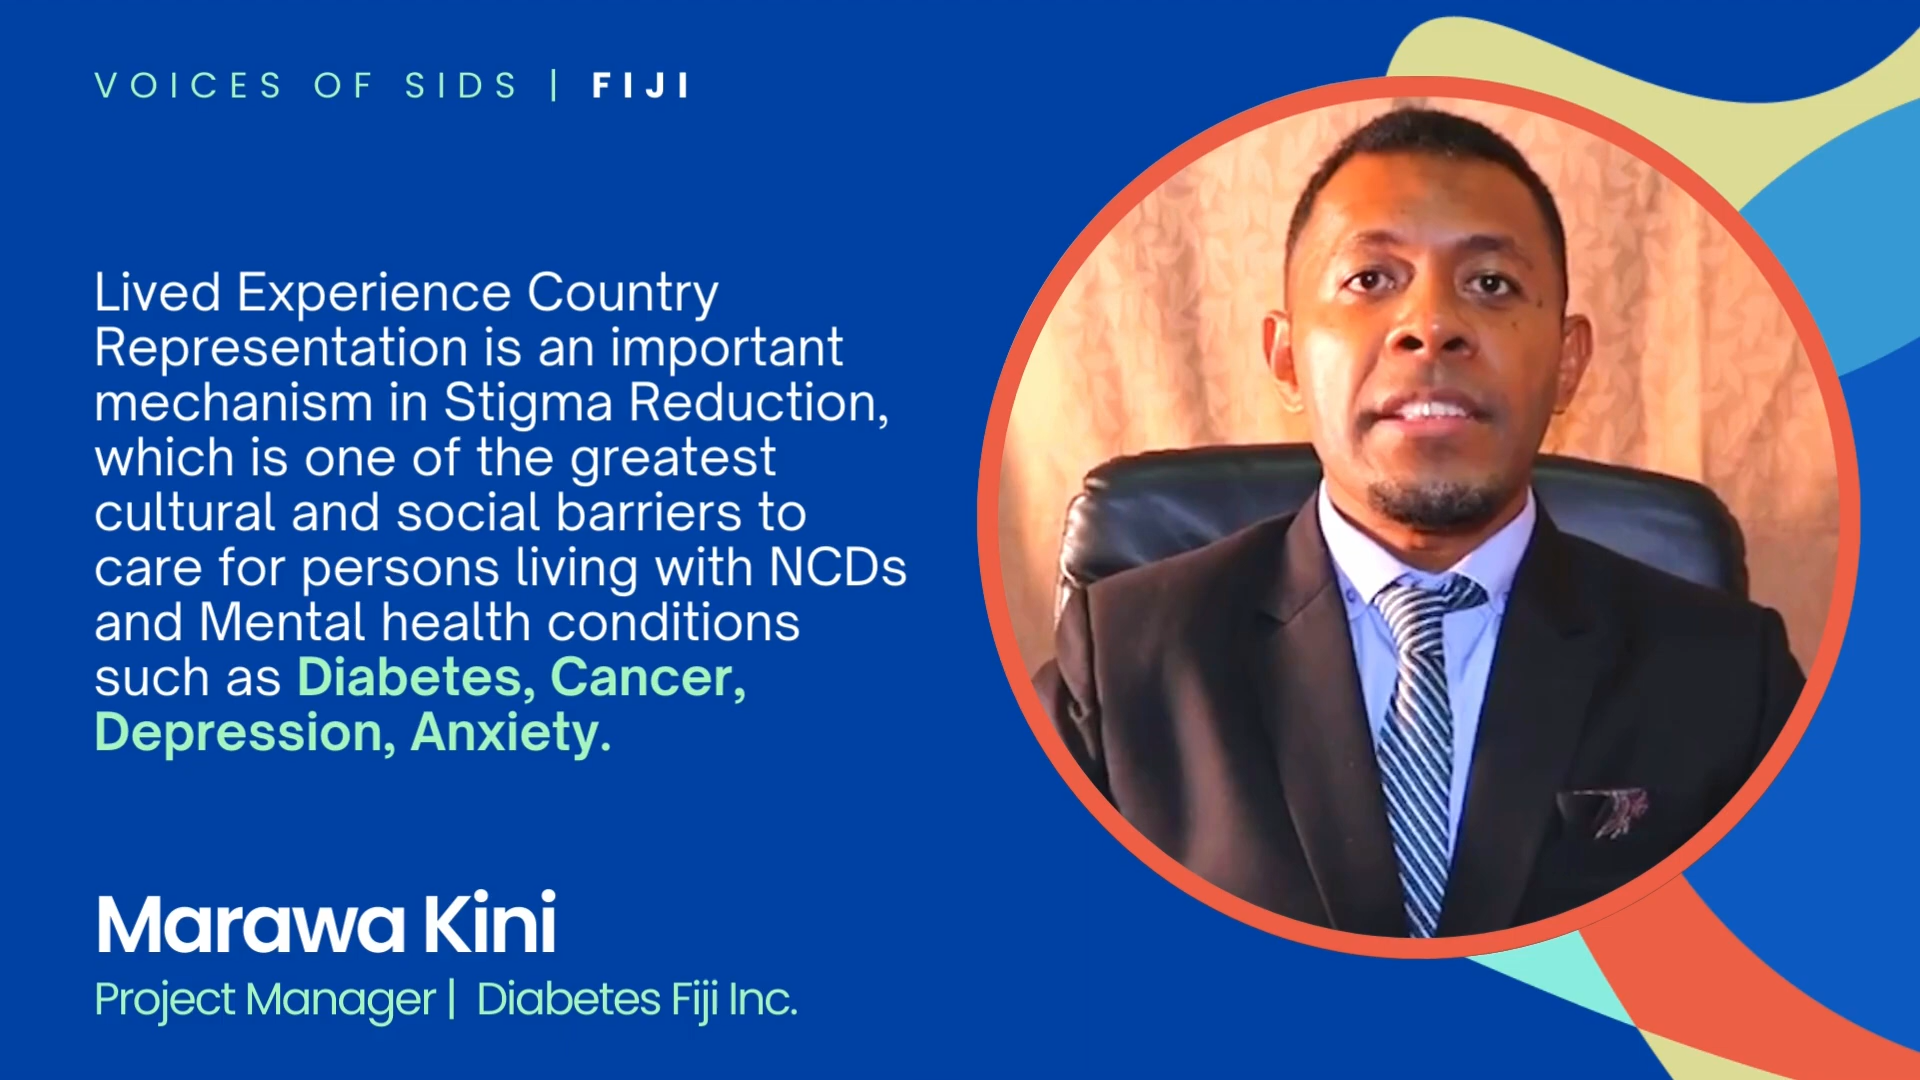 VOICES OF SIDS | FIJI
Lived Experience Country
Representation is an important
mechanism in Stigma Reduction,
which is one of the greatest
cultural and social barriers to
care for persons living with NCDs
and Mental health conditions
such as Diabetes, Cancer,
Depression, Anxiety.
Marawa Kini
Project Manager | Diabetes Fiji Inc.